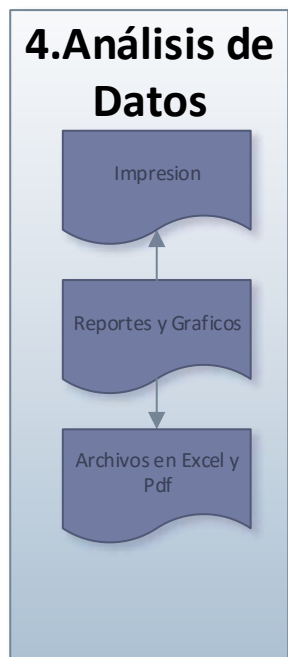 4.Análisis de
Datos
Impresion
Reportes y Graficos
Archivos en Excel y
Pdf